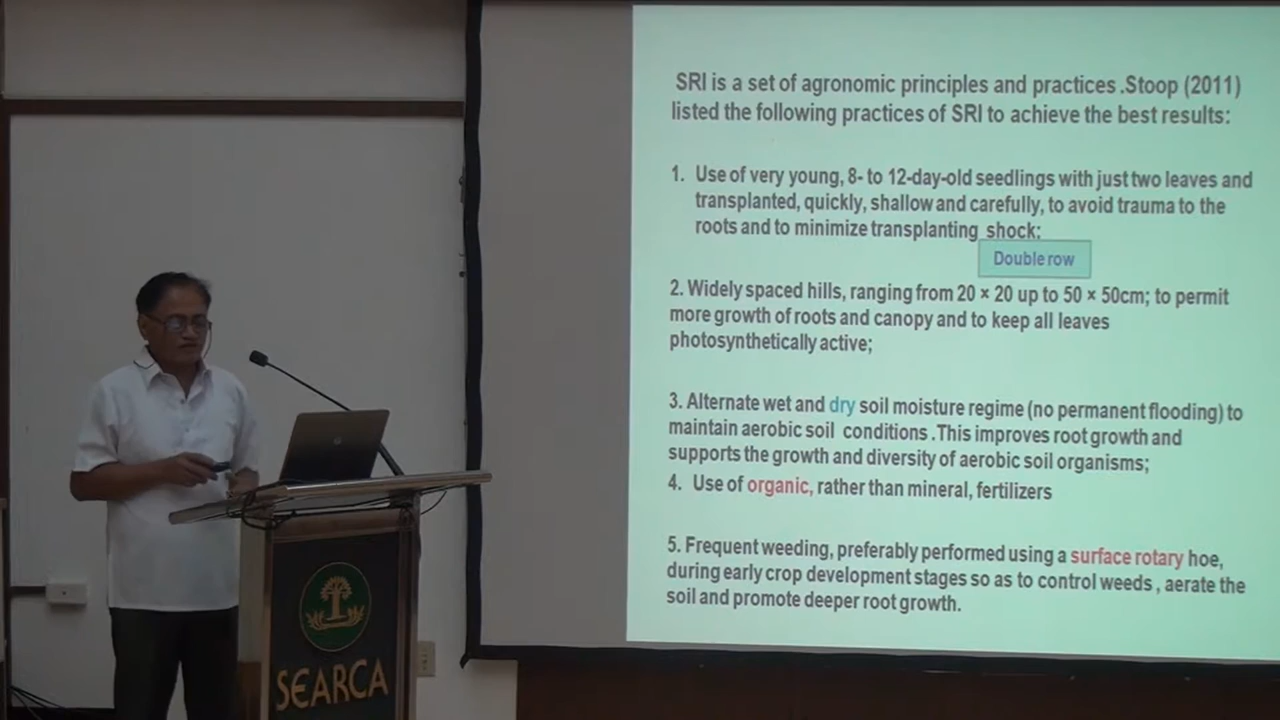 SRI is a set of agronomic principles and practices .Stoop (2011)
listed the following practices of SRI to achieve the best results:
1. Use of very young, 8- to 12-day-old seedlings with just two leaves and
transplanted, quickly, shallow and carefully, to avoid trauma to the
roots and to minimize transplanting shock;
Double row
2. Widely spaced hills, ranging from 20 × 20 up to 50 × 50cm; to permit
more growth of roots and canopy and to keep all leaves
photosynthetically active;
3. Alternate wet and dry soil moisture regime (no permanent flooding) to
maintain aerobic soil conditions .This improves root growth and
supports the growth and diversity of aerobic soil organisms;
4. Use of organic, rather than mineral, fertilizers
5. Frequent weeding, preferably performed using a surface rotary hoe,
during early crop development stages so as to control weeds , aerate the
soil and promote deeper root growth.
SEARCA